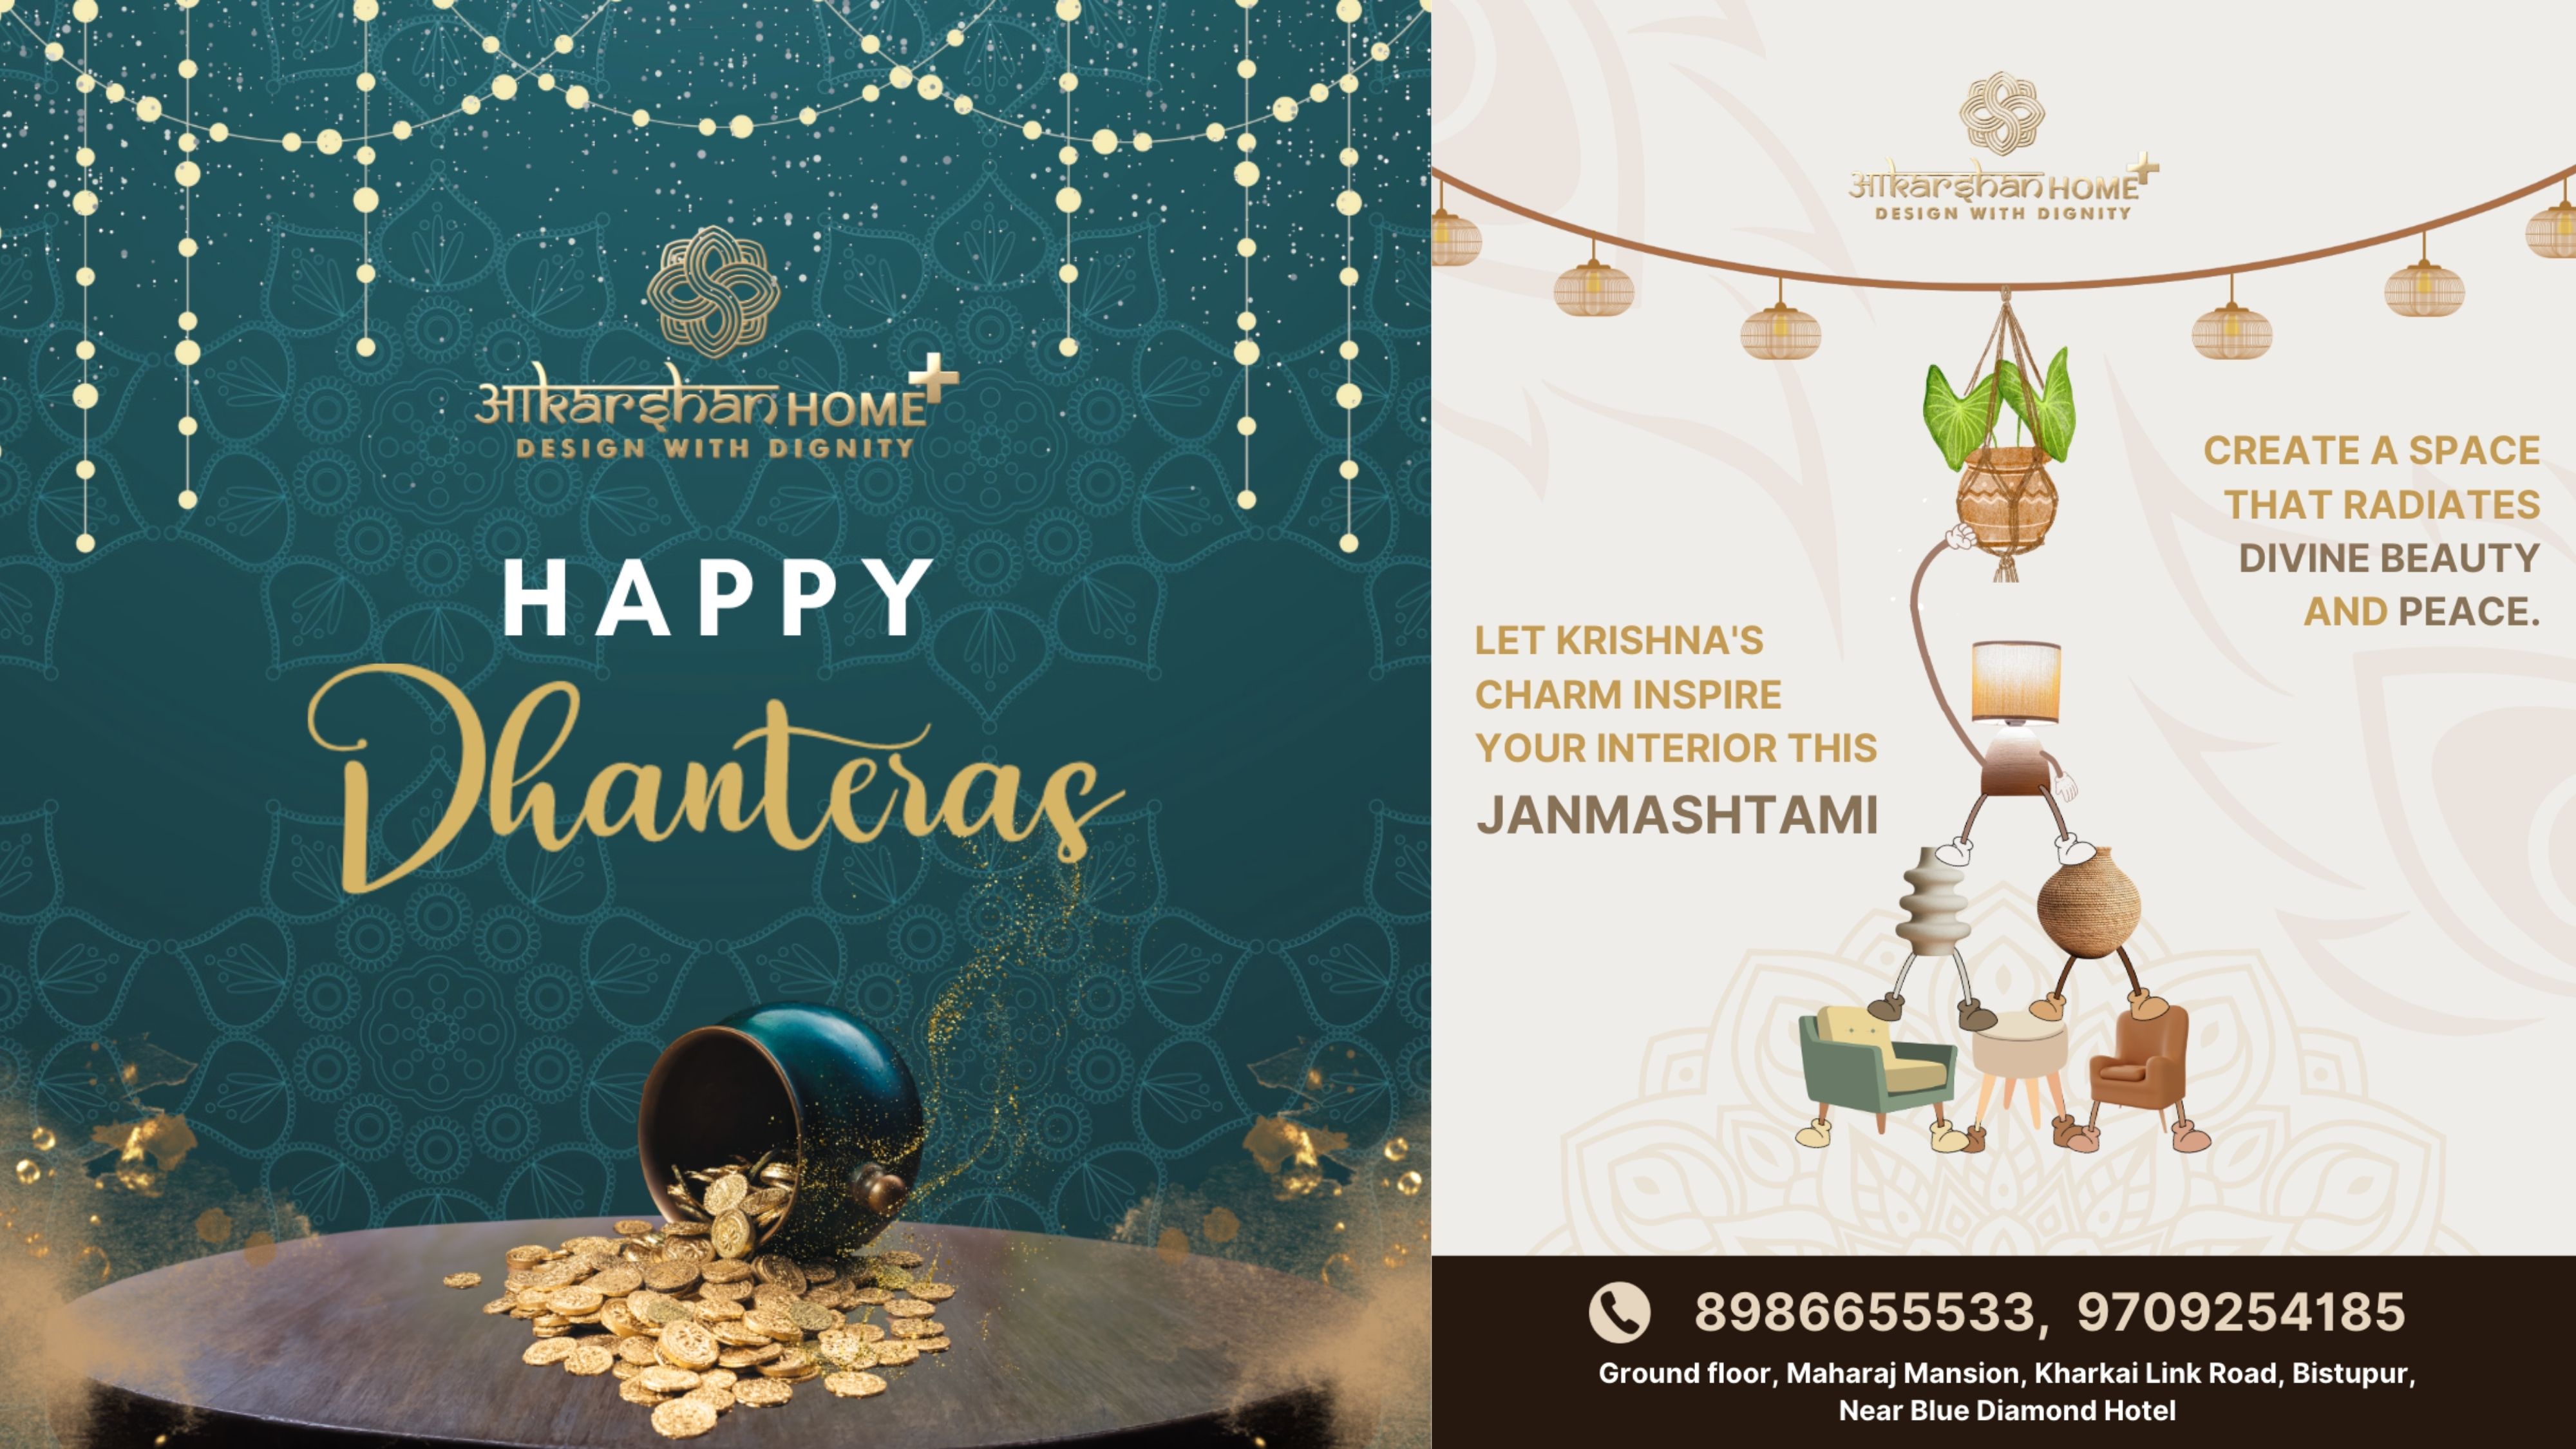 आkarshan HOME+
DESIGN WITH DIGNITY
HAPPY
Dhanteras
आkarshan HOME+
DESIGN WITH DIGNITY
CREATE A SPACE
THAT RADIATES
DIVINE BEAUTY
AND PEACE.
LET KRISHNA'S
CHARM INSPIRE
YOUR INTERIOR THIS
JANMASHTAMI
8986655533, 9709254185
Ground floor, Maharaj Mansion, Kharkai Link Road, Bistupur,
Near Blue Diamond Hotel